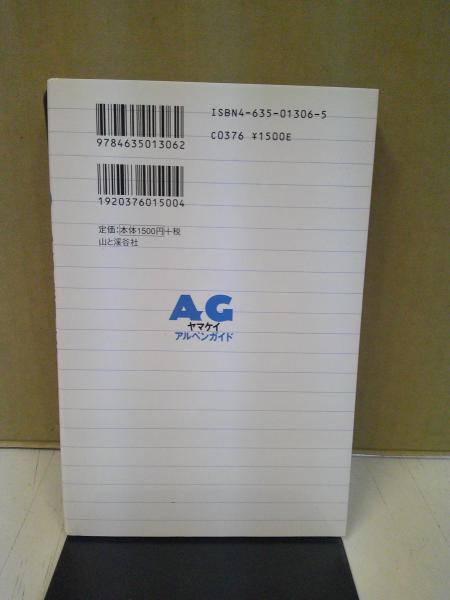 ISBN4-635-01306-5
C0376 ¥1500E
9784635013062
1920376015004
定価:本体1500円+税
山と溪谷社
AG
ヤマケイ
アルペンガイド